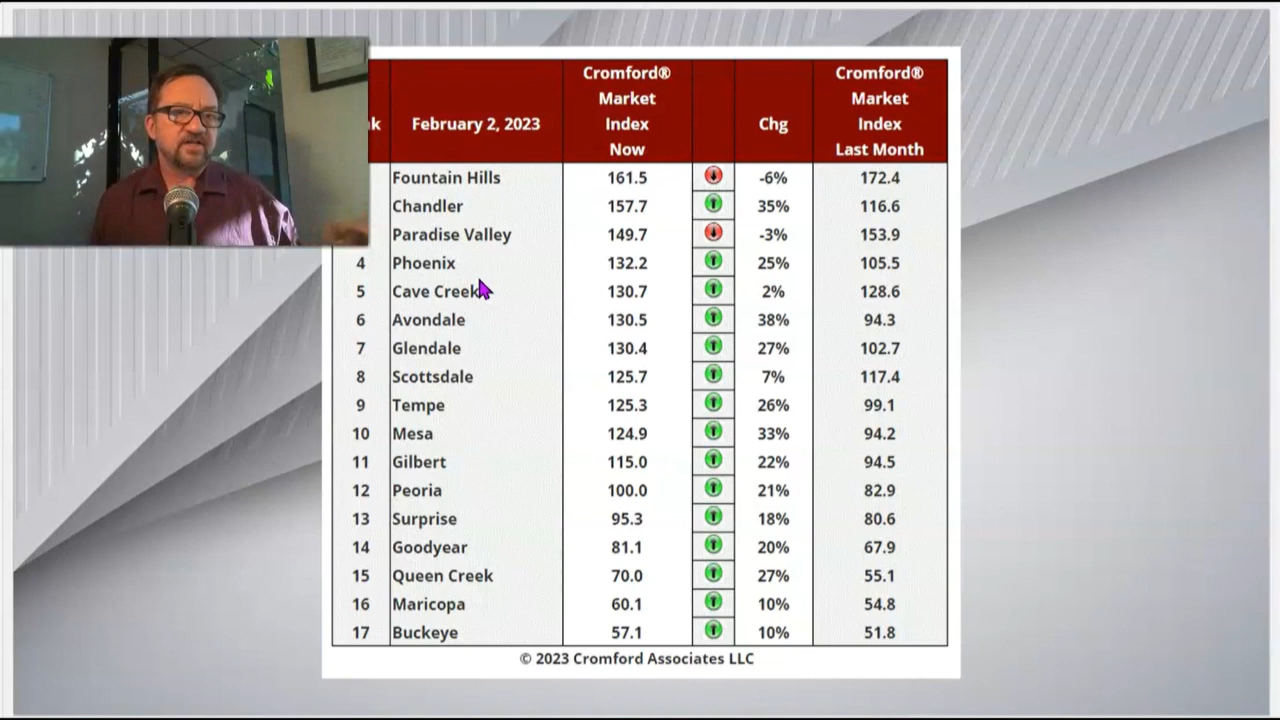 k February 2, 2023 Cromford® Market Index Now Chg Cromford® Market Index Last Month
Fountain Hills 161.5 -6% 172.4
Chandler 157.7 35% 116.6
Paradise Valley 149.7 -3% 153.9
4 Phoenix 132.2 25% 105.5
5 Cave Creek 130.7 2% 128.6
6 Avondale 130.5 38% 94.3
7 Glendale 130.4 27% 102.7
8 Scottsdale 125.7 7% 117.4
9 Tempe 125.3 26% 99.1
10 Mesa 124.9 33% 94.2
11 Gilbert 115.0 22% 94.5
12 Peoria 100.0 21% 82.9
13 Surprise 95.3 18% 80.6
14 Goodyear 81.1 20% 67.9
15 Queen Creek 70.0 27% 55.1
16 Maricopa 60.1 10% 54.8
17 Buckeye 57.1 10% 51.8
© 2023 Cromford Associates LLC